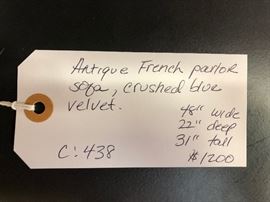 Antique French parlor
sofa, crushed blue
velvet.
48" wide
22" deep
31" tall
C: 438
$1200